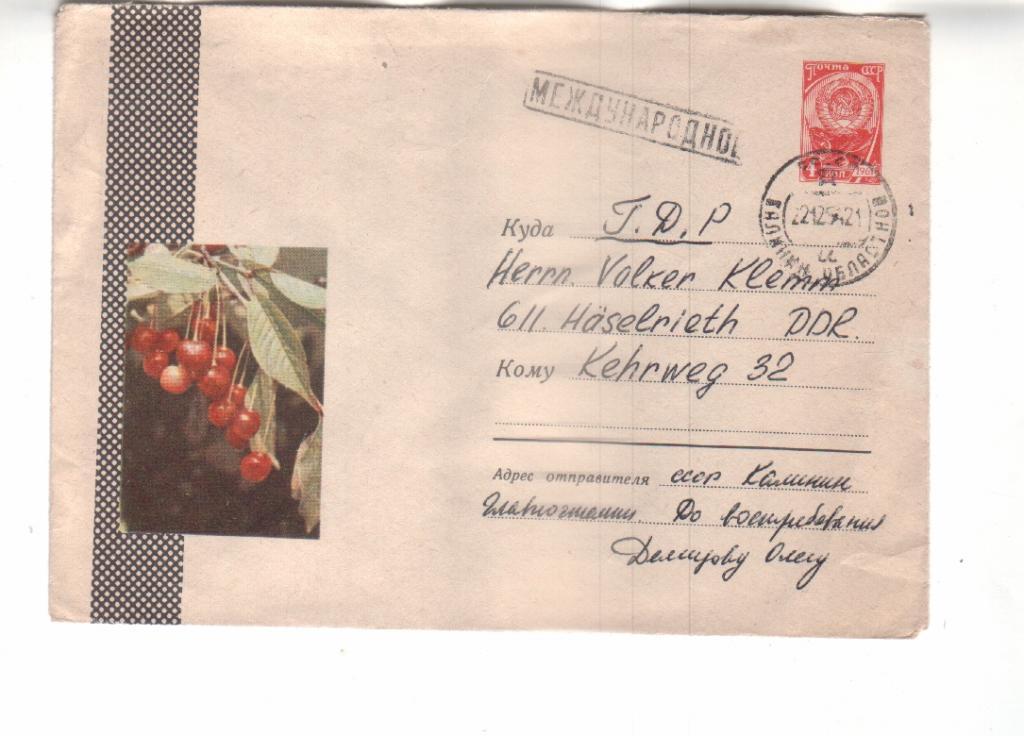 Почта СССР
4 коп. 1961
МЕЖДУНАРОДНОЕ
Куда Г.Д.Р
Herrn. Volker Klemm
611. Häselrieth DDR.
Кому Kehrweg 32
Адрес отправителя ссср Калинин
Главпочтамт. До востребования
Олегу